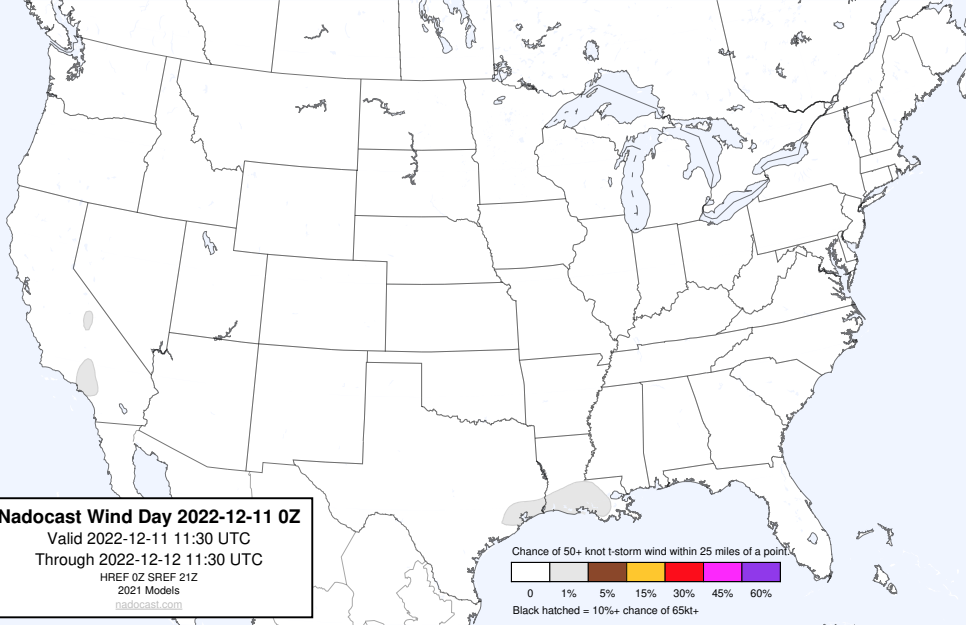 Nadocast Wind Day 2022-12-11 0Z
Valid 2022-12-11 11:30 UTC
Through 2022-12-12 11:30 UTC
HREF 0Z SREF 21Z
2021 Models
nadocast.com
Chance of 50+ knot t-storm wind within 25 miles of a point.
0 1% 5% 15% 30% 45% 60%
Black hatched = 10%+ chance of 65kt+